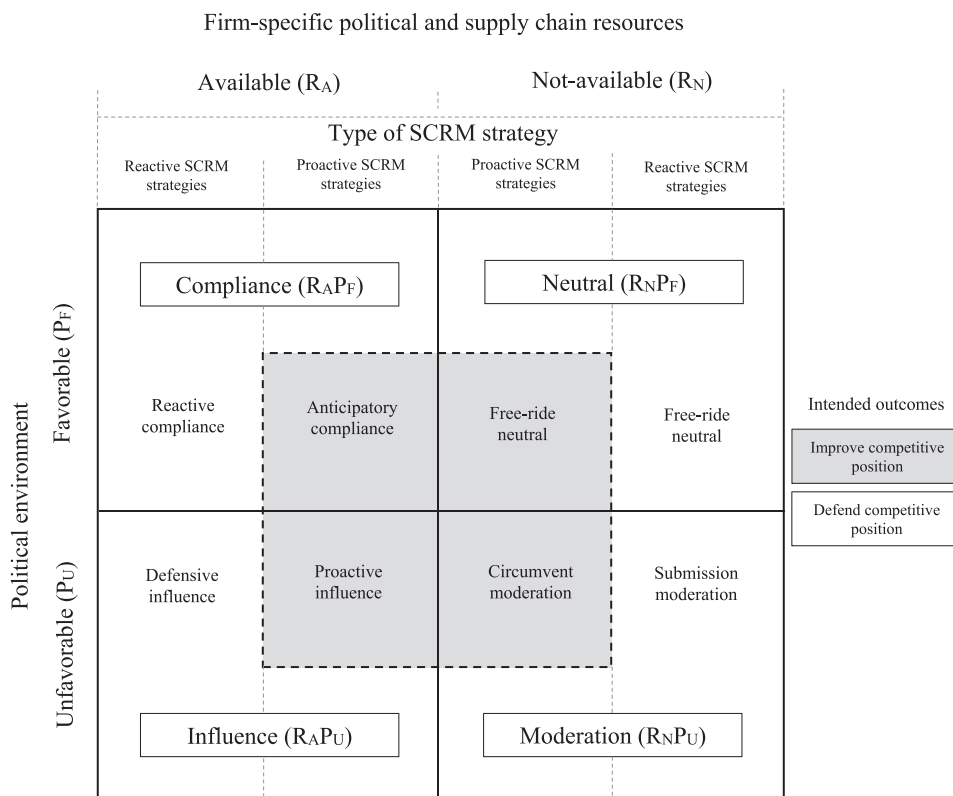 Firm-specific political and supply chain resources
Available (RA)
Not-available (RN)
Type of SCRM strategy
Reactive SCRM
strategies
Proactive SCRM
strategies
Proactive SCRM
strategies
Reactive SCRM
strategies
Political environment
Favorable (PF)
Compliance (RAPF)
Neutral (RNPF)
Reactive
compliance
Anticipatory
compliance
Free-ride
neutral
Free-ride
neutral
Intended outcomes
Improve competitive
position
Defend competitive
position
Unfavorable (PU)
Defensive
influence
Proactive
influence
Circumvent
moderation
Submission
moderation
Influence (RAPU)
Moderation (RNPU)